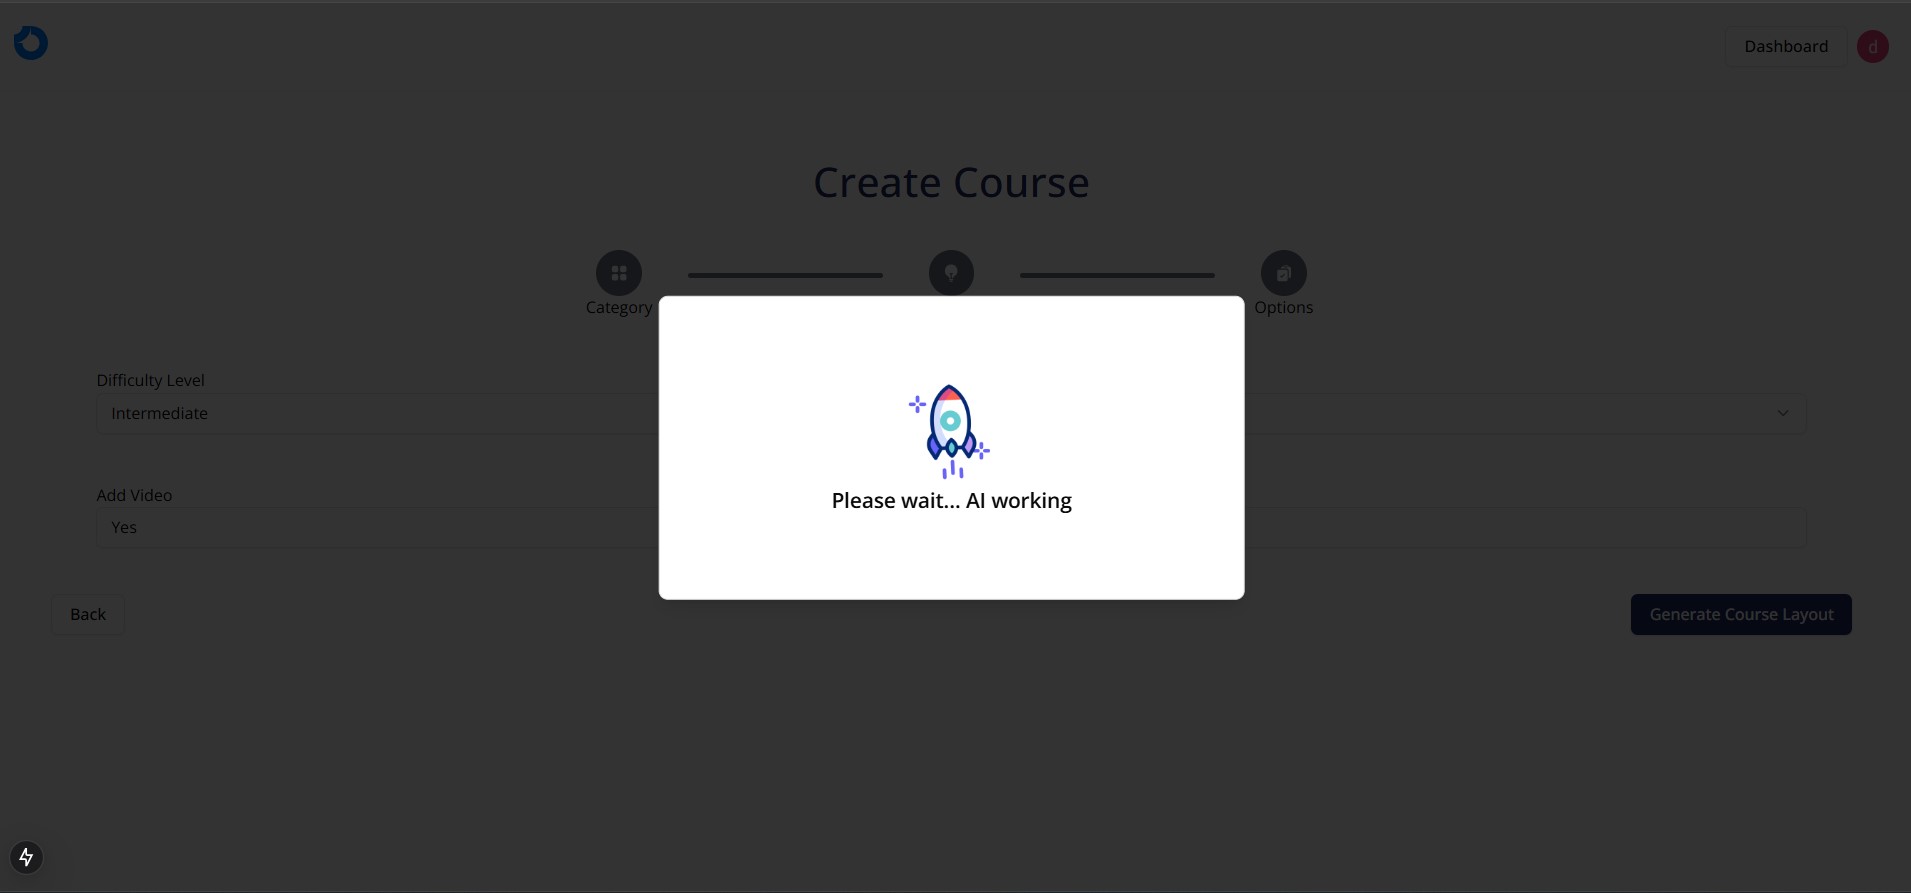 Dashboard
d
Create Course
Category
Options
Difficulty Level
Intermediate
Please wait... AI working
Add Video
Yes
Back
Generate Course Layout